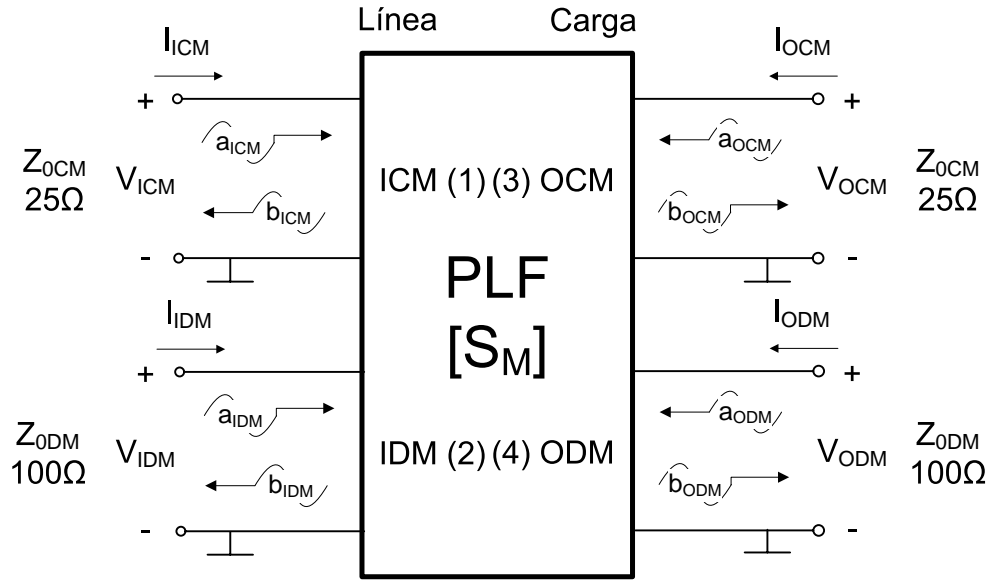 Línea Carga
I_ICM I_OCM
+ +
a_ICM a_OCM
Z_0CM V_ICM ICM (1) (3) OCM V_OCM Z_0CM
25Ω 25Ω
b_ICM b_OCM
- -
PLF
I_IDM I_ODM
[S_M]
+ +
a_IDM a_ODM
Z_0DM V_IDM IDM (2) (4) ODM V_ODM Z_0DM
100Ω 100Ω
b_IDM b_ODM
- -